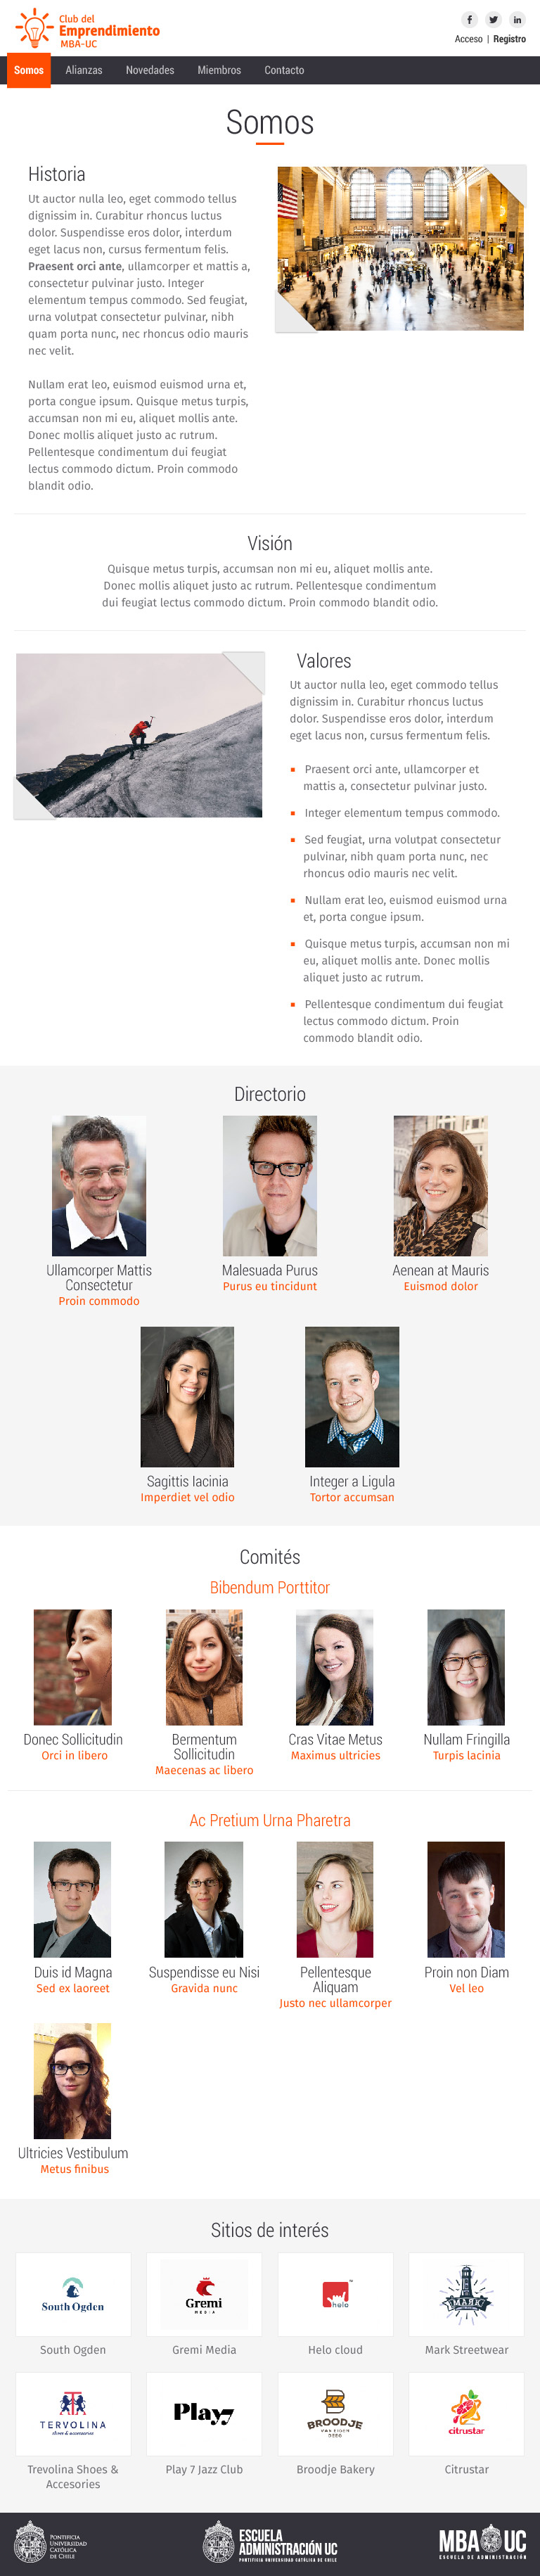 Club del
Emprendimiento
MBA-UC
Acceso | Registro
Somos Alianzas Novedades Miembros Contacto
Somos
Historia
Ut auctor nulla leo, eget commodo tellus
dignissim in. Curabitur rhoncus luctus
dolor. Suspendisse eros dolor, interdum
eget lacus non, cursus fermentum felis.
Praesent orci ante, ullamcorper et mattis a,
consectetur pulvinar justo. Integer
elementum tempus commodo. Sed feugiat,
urna volutpat consectetur pulvinar, nibh
quam porta nunc, nec rhoncus odio mauris
nec velit.
Nullam erat leo, euismod euismod urna et,
porta congue ipsum. Quisque metus turpis,
accumsan non mi eu, aliquet mollis ante.
Donec mollis aliquet justo ac rutrum.
Pellentesque condimentum dui feugiat
lectus commodo dictum. Proin commodo
blandit odio.
Visión
Quisque metus turpis, accumsan non mi eu, aliquet mollis ante.
Donec mollis aliquet justo ac rutrum. Pellentesque condimentum
dui feugiat lectus commodo dictum. Proin commodo blandit odio.
Valores
Ut auctor nulla leo, eget commodo tellus
dignissim in. Curabitur rhoncus luctus
dolor. Suspendisse eros dolor, interdum
eget lacus non, cursus fermentum felis.
Praesent orci ante, ullamcorper et
mattis a, consectetur pulvinar justo.
Integer elementum tempus commodo.
Sed feugiat, urna volutpat consectetur
pulvinar, nibh quam porta nunc, nec
rhoncus odio mauris nec velit.
Nullam erat leo, euismod euismod urna
et, porta congue ipsum.
Quisque metus turpis, accumsan non mi
eu, aliquet mollis ante. Donec mollis
aliquet justo ac rutrum.
Pellentesque condimentum dui feugiat
lectus commodo dictum. Proin
commodo blandit odio.
Directorio
Ullamcorper Mattis
Consectetur
Proin commodo
Malesuada Purus
Purus eu tincidunt
Aenean at Mauris
Euismod dolor
Sagittis lacinia
Imperdiet vel odio
Integer a Ligula
Tortor accumsan
Comités
Bibendum Porttitor
Donec Sollicitudin
Orci in libero
Bermentum
Sollicitudin
Maecenas ac libero
Cras Vitae Metus
Maximus ultricies
Nullam Fringilla
Turpis lacinia
Ac Pretium Urna Pharetra
Duis id Magna
Sed ex laoreet
Suspendisse eu Nisi
Gravida nunc
Pellentesque
Aliquam
Justo nec ullamcorper
Proin non Diam
Vel leo
Ultricies Vestibulum
Metus finibus
Sitios de interés
South Ogden
South Ogden
Gremi
MEDIA
Gremi Media
helo
Helo cloud
MARK
Mark Streetwear
TERVOLINA
shoes & accessories
Trevolina Shoes &
Accesories
Play7
Play 7 Jazz Club
BROODJE
Broodje Bakery
citrustar
Citrustar
PONTIFICIA
UNIVERSIDAD
CATÓLICA
DE CHILE
ESCUELA
ADMINISTRACIÓN UC
PONTIFICIA UNIVERSIDAD CATÓLICA DE CHILE
MBA UC
ESCUELA DE ADMINISTRACIÓN